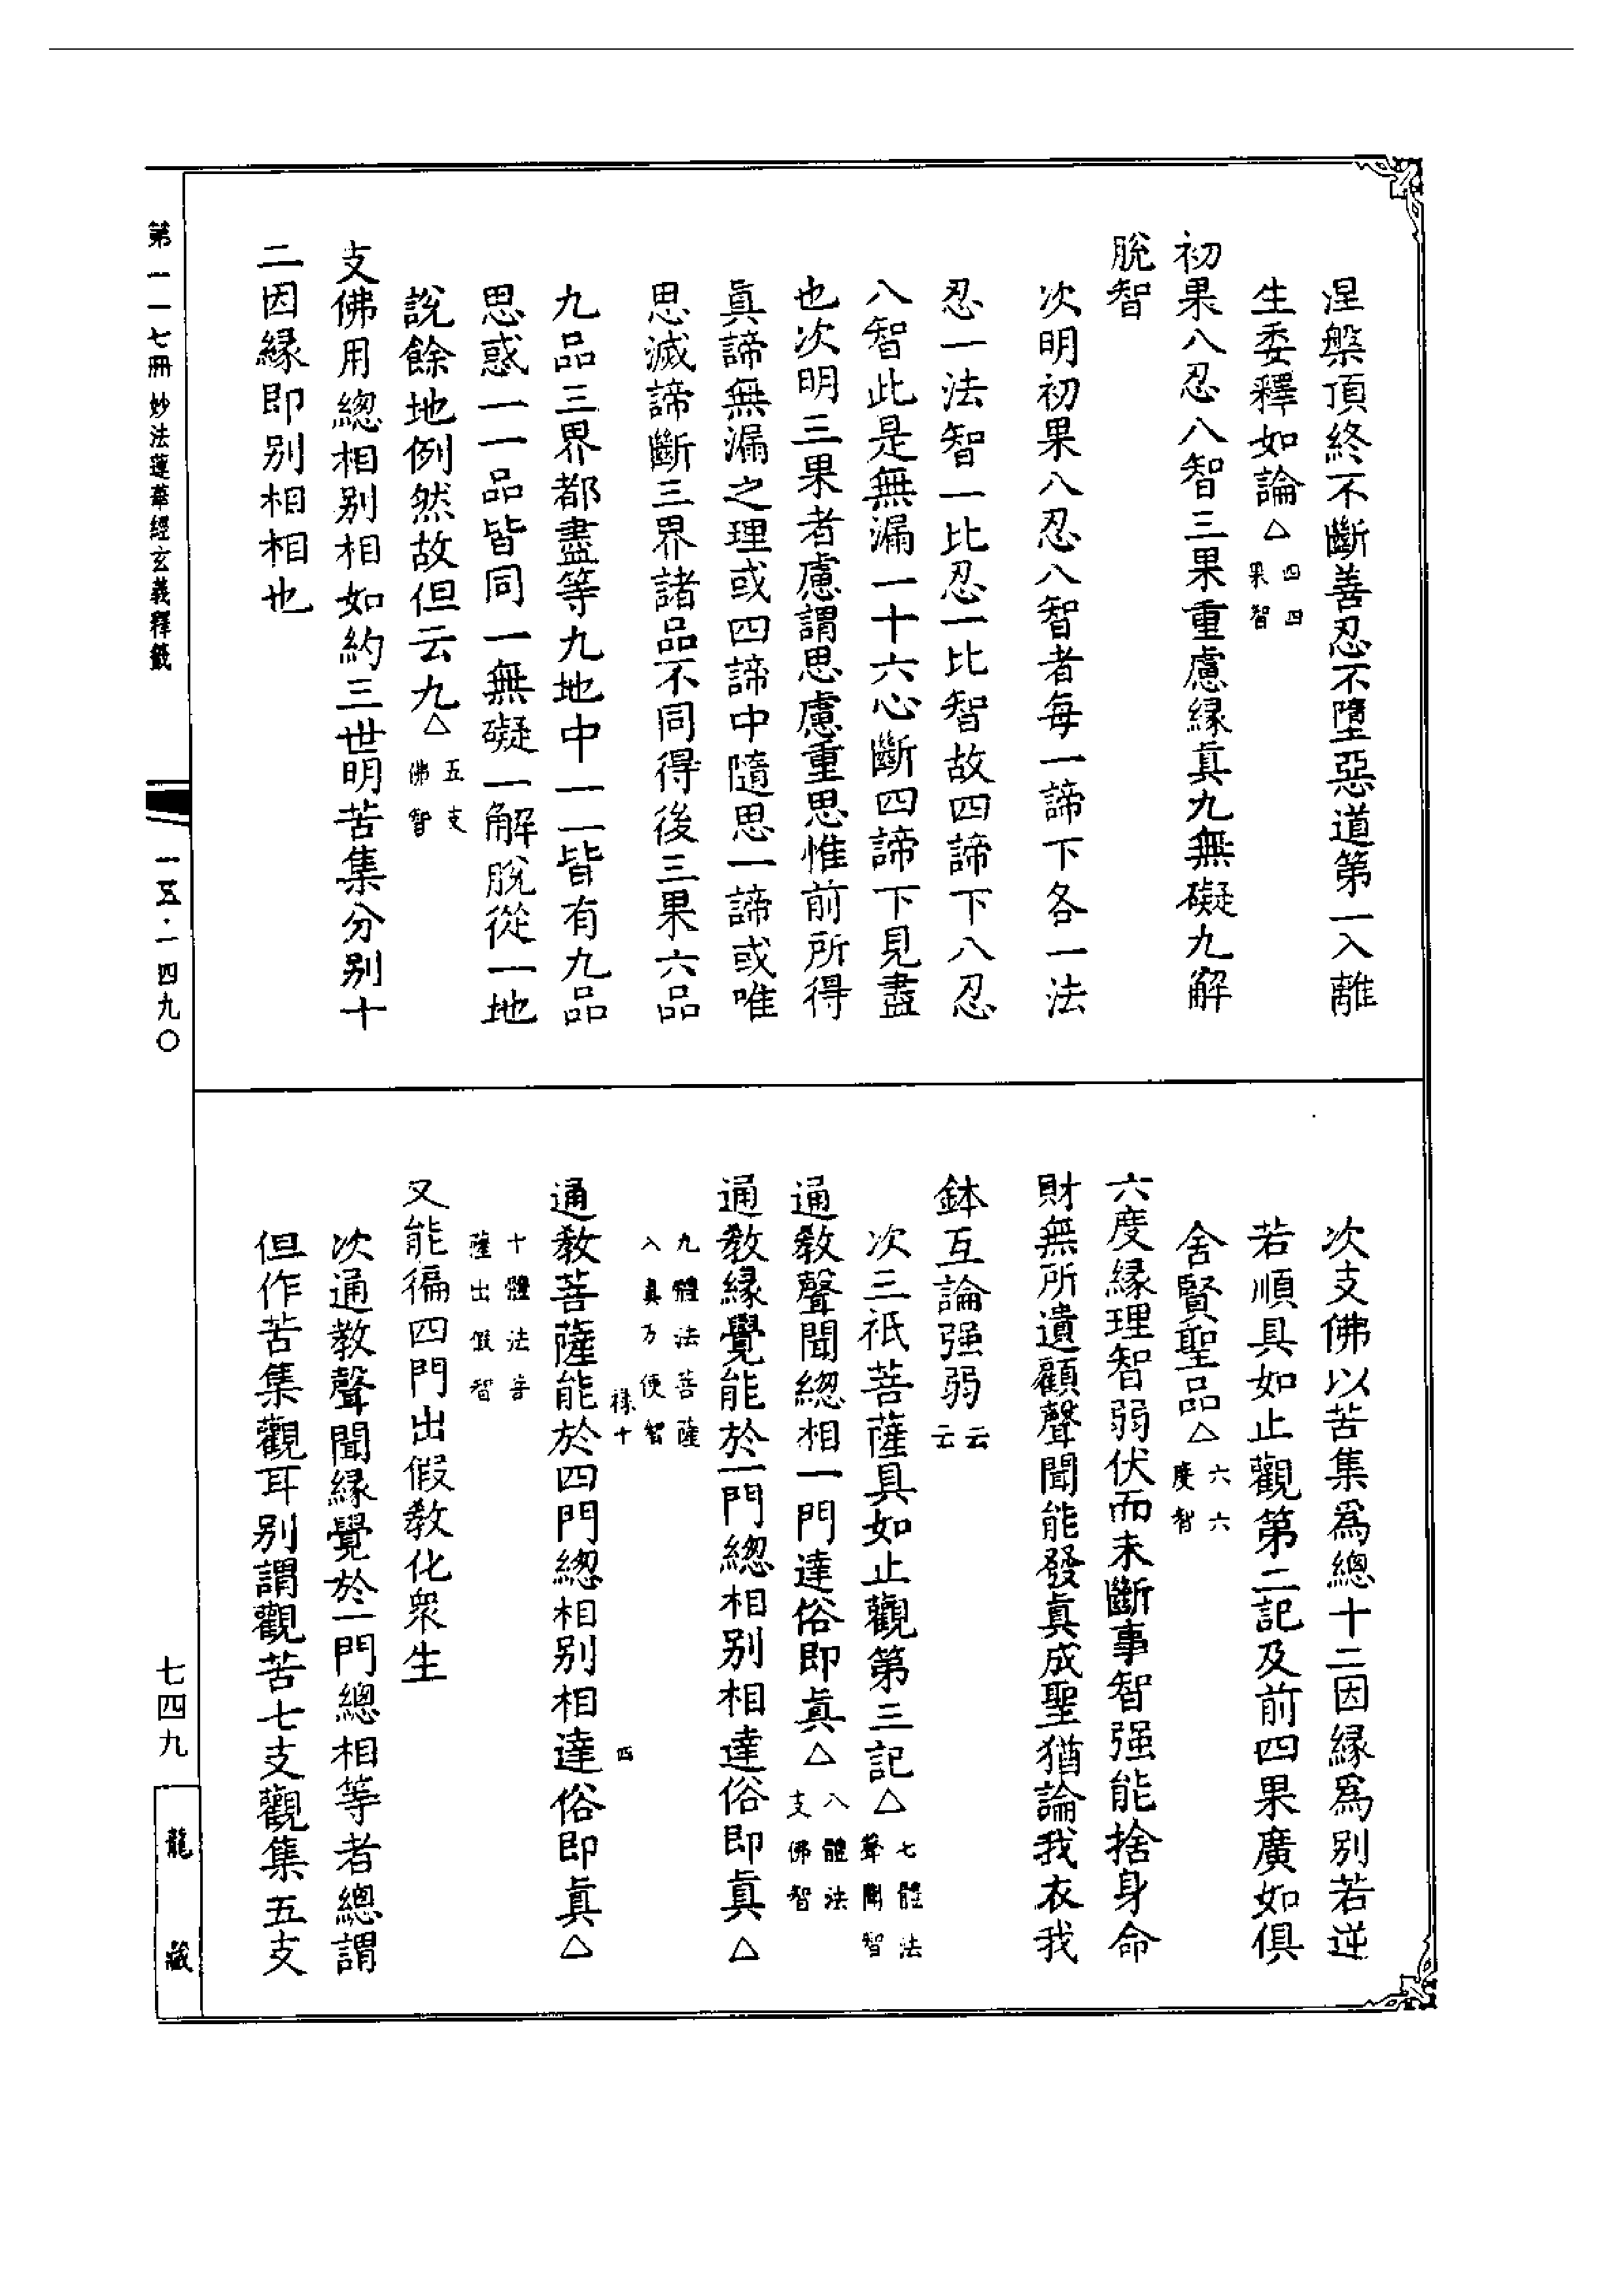 涅槃頂終不斷善忍不墮惡道第一入離
生委釋如論△四四果智
初果八忍八智三果重慮緣真九無礙九解
脫智
次明初果八忍八智者每一諦下各一法
忍一法智一比忍一比智故四諦下八忍
八智此是無漏一十六心斷四諦下見盡
也次明三果者慮謂思慮重思惟前所得
眞諦無漏之理或四諦中隨思一諦或唯
思滅諦斷三界諸品不同得後三果六品
九品三界都盡等九地中一一皆有九品
思惑一一品皆同一無礙一解脫從一地
說餘地例然故但云九△五支佛智
支佛用總相別相如約三世明苦集分別十
二因緣即別相相也
次支佛以苦集爲總十二因緣爲別若逆
若順具如止觀第二記及前四果廣如俱
舍賢聖品△六六度智
六度緣理智弱伏而未斷事智强能捨身命
財無所遺顧聲聞能發眞成聖猶論我衣我
鉢互論强弱云云
次三祇菩薩具如止觀第三記△七體法聲聞智
通教聲聞總相一門達俗即眞△八體法支佛智
通教緣覺能於一門總相別相達俗即眞△
九體法菩薩入真方便智
祿十 四
通教菩薩能於四門總相別相達俗即眞△
十體法菩薩出假智
又能徧四門出假教化衆生
次通教聲聞緣覺於一門總相等者總謂
但作苦集觀耳別謂觀苦七支觀集五支
第一一七冊 妙法蓮華經玄義釋籤
一五·一四九〇
七四九
龍藏